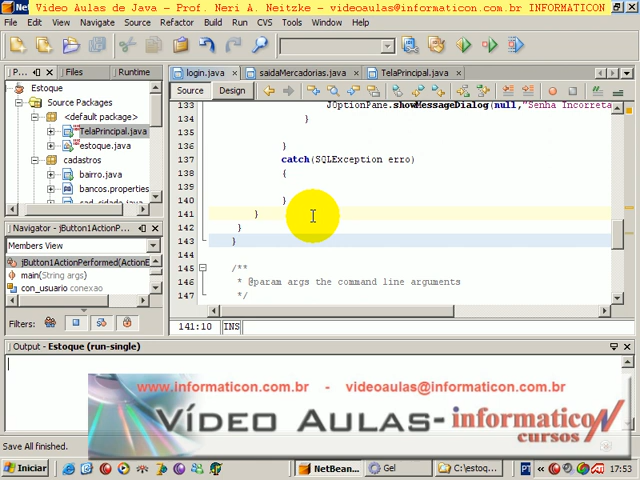 Net
Video Aulas de Java - Prof. Neri A. Neitzke - videoaulas@informaticon.com.br INFORMATICON
File Edit View Navigate Source Refactor Build Run CVS Tools Window Help
P... Files Runtime
login.java saidaMercadorias.java TelaPrincipal.java
Source Design
Estoque
Source Packages
<default package>
TelaPrincipal.java
estoque.java
cadastros
bairro.java
bancos.properties
cad_cidade.java
133 JOptionPane.showMessageDialog(null,"Senha Incorreta
134 }
135
136 }
137 catch(SQLException erro)
138 {
139
140 }
141 }
142 }
143 }
144
145 /**
146 * @param args the command line arguments
147 */
Navigator - jButton1ActionP...
Members View
jButton1ActionPerformed(ActionE
main(String args)
con_usuario : conexao
Filters:
141:10 INS
Output - Estoque (run-single)
www.informaticon.com.br - videoaulas@informaticon.com.br
VÍDEO AULAS-informaticoN
cursos
Save All finished.
Iniciar
NetBean...
Gel
C:\estoq...
PT
17:53